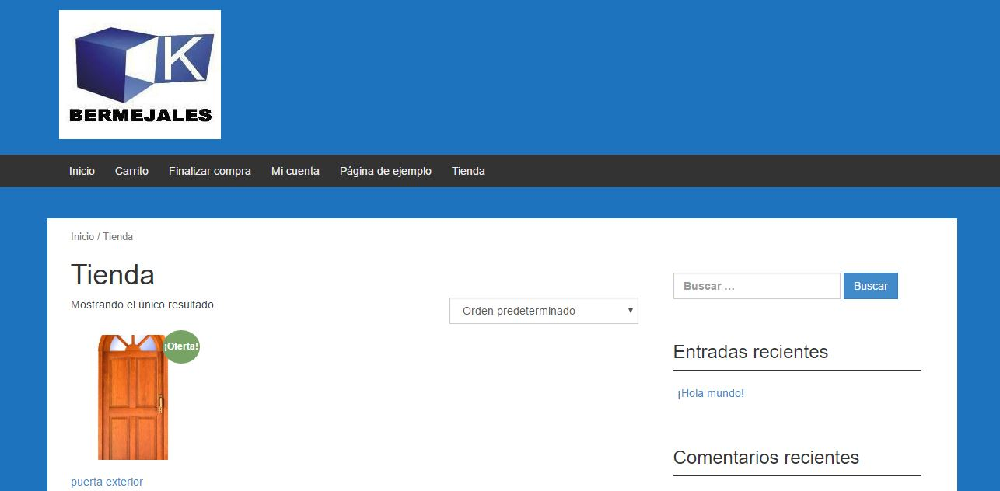 K
BERMEJALES
Inicio Carrito Finalizar compra Mi cuenta Página de ejemplo Tienda
Inicio / Tienda
Tienda
Mostrando el único resultado
Orden predeterminado
¡Oferta!
puerta exterior
Buscar ... Buscar
Entradas recientes
¡Hola mundo!
Comentarios recientes